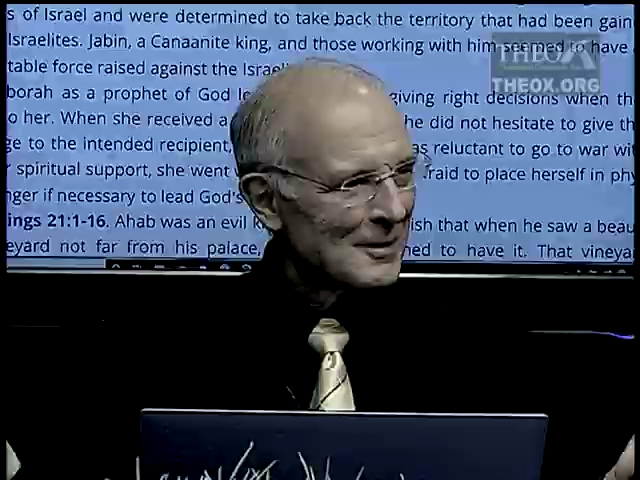 s of Israel and were determined to take back the territory that had been gain
Israelites. Jabin, a Canaanite king, and those working with him seemed to have
table force raised against the Israel
borah as a prophet of God le giving right decisions when th
o her. When she received a he did not hesitate to give th
ge to the intended recipient, as reluctant to go to war wi
spiritual support, she went fraid to place herself in phy
nger if necessary to lead God's
ings 21:1-16. Ahab was an evil k ish that when he saw a beau
eyard not far from his palace, ned to have it. That vineya
THEOX
THEOX.ORG